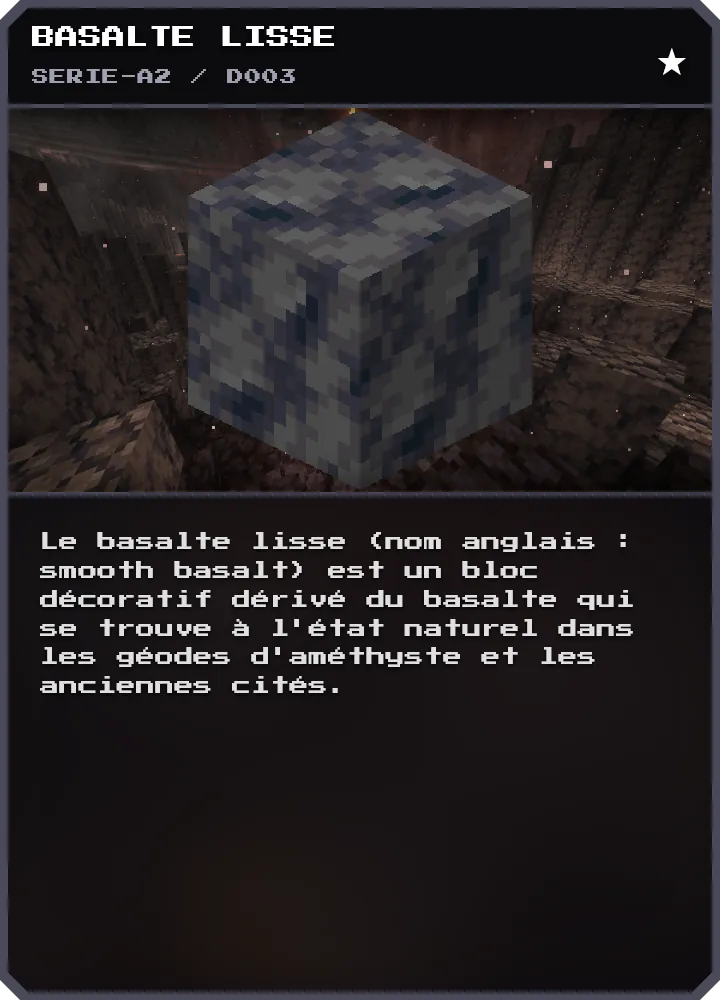 BASALTE LISSE
SERIE-A2 / D003
Le basalte lisse (nom anglais :
smooth basalt) est un bloc
décoratif dérivé du basalte qui
se trouve à l'état naturel dans
les géodes d'améthyste et les
anciennes cités.